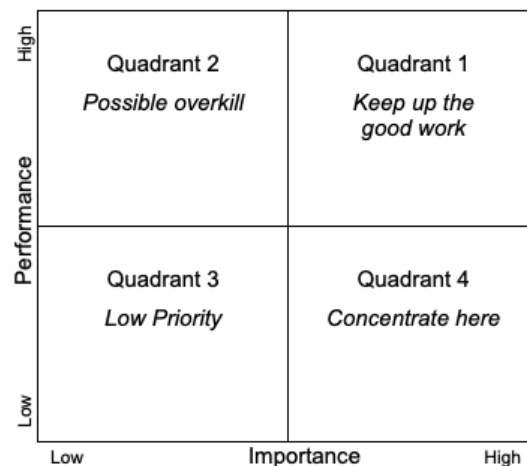 High
Quadrant 2
Possible overkill
Quadrant 1
Keep up the
good work
Performance
Quadrant 3
Low Priority
Quadrant 4
Concentrate here
Low
Low
Importance
High